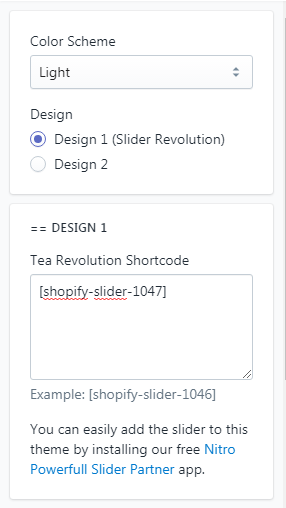 Color Scheme
Light
Design
Design 1 (Slider Revolution)
Design 2
== DESIGN 1
Tea Revolution Shortcode
[shopify-slider-1047]
Example: [shopify-slider-1046]
You can easily add the slider to this
theme by installing our free Nitro
Powerfull Slider Partner app.